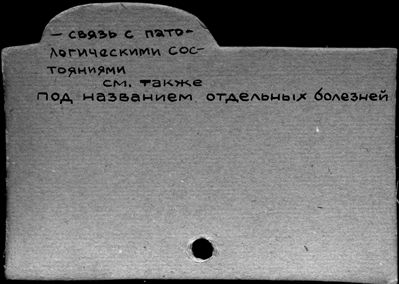 - связь с пато-
логическими сос-
тояниями
см. также
под названием отдельных болезней